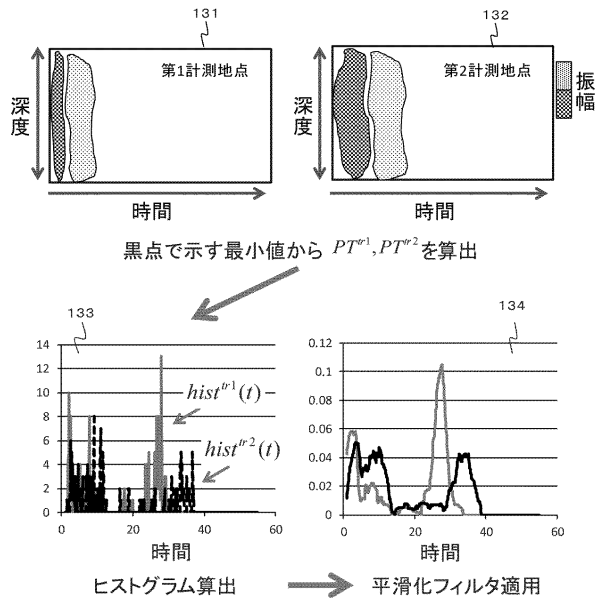 131
132
第1計測地点
第2計測地点
深度
深度
振幅
時間
時間
黒点で示す最小値から PT^{tr1}, PT^{tr2}を算出
133
134
14
12
10
8
6
4
2
0
0 20 40 60
hist^{tr1}(t)
hist^{tr2}(t)
時間
0.12
0.1
0.08
0.06
0.04
0.02
0
0 20 40 60
時間
ヒストグラム算出
平滑化フィルタ適用